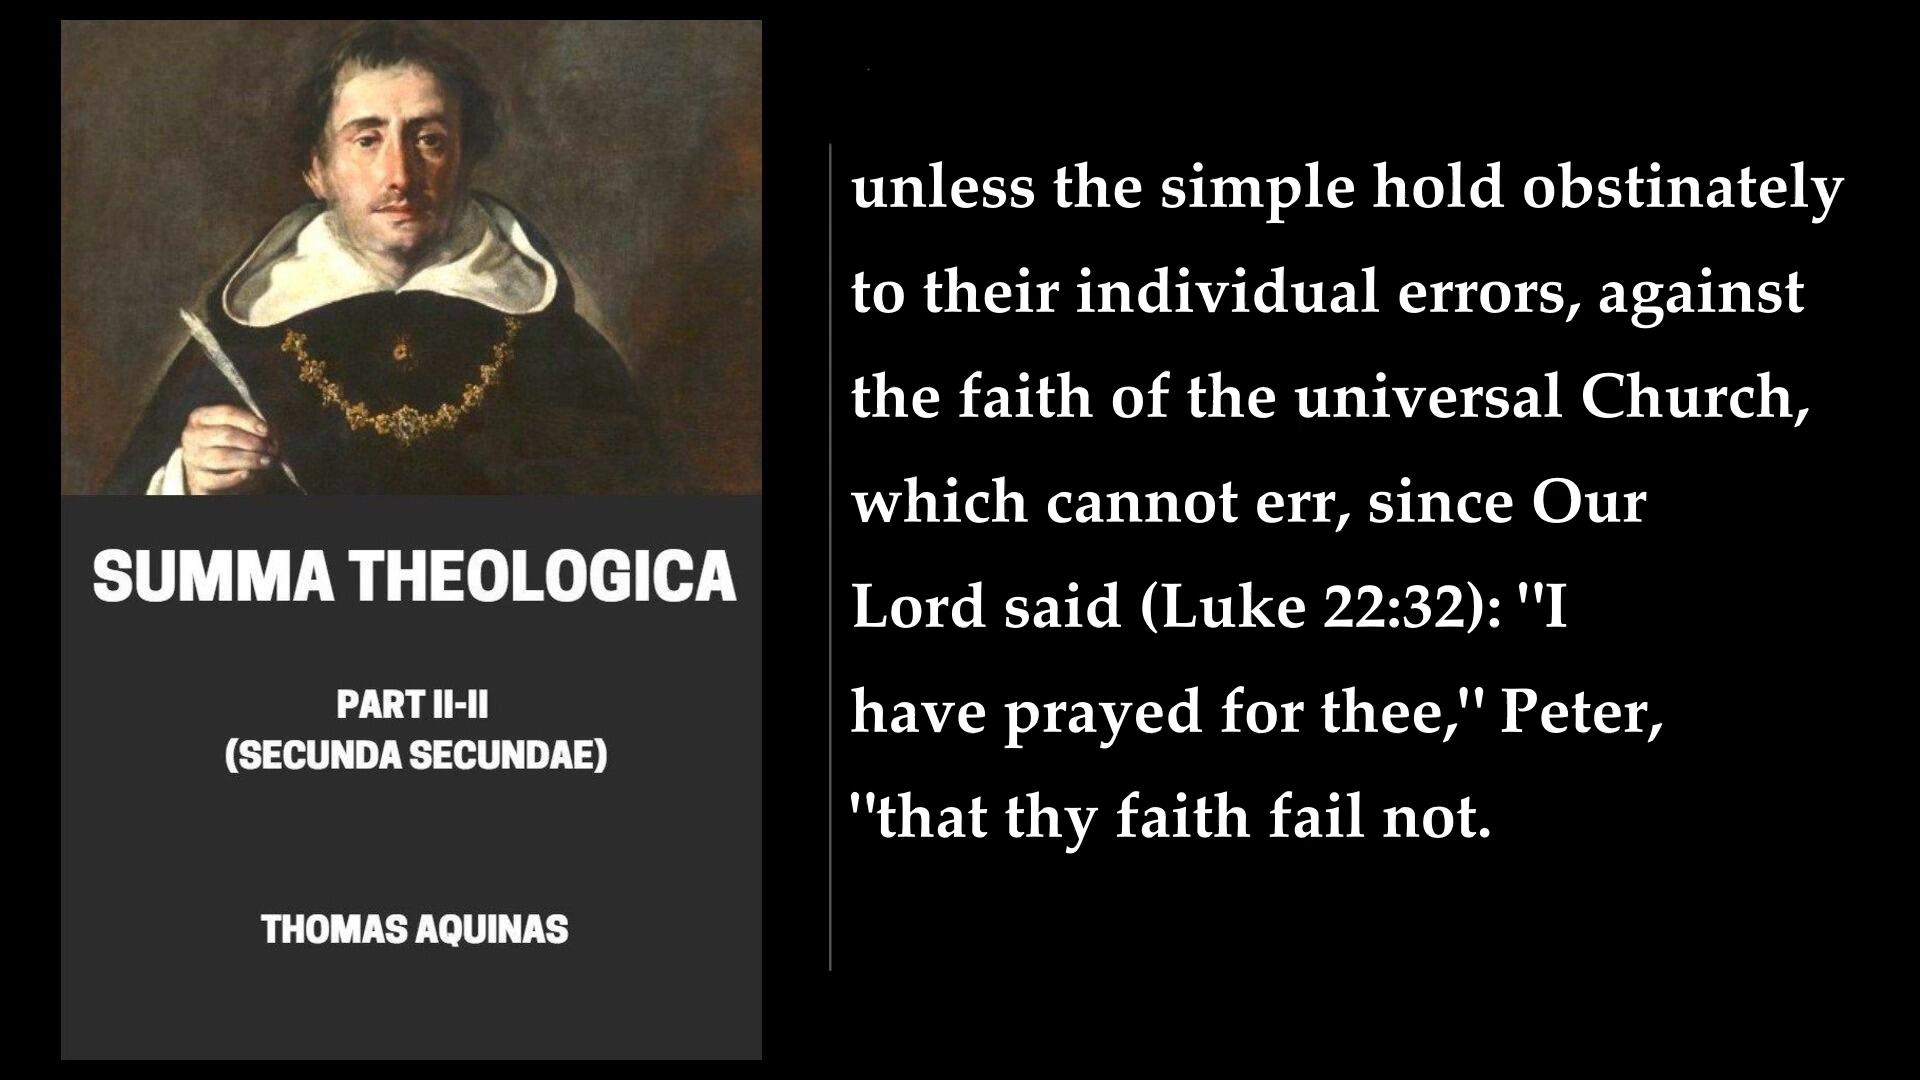 SUMMA THEOLOGICA
PART II-II
(SECUNDA SECUNDAE)
THOMAS AQUINAS
unless the simple hold obstinately
to their individual errors, against
the faith of the universal Church,
which cannot err, since Our
Lord said (Luke 22:32): "I
have prayed for thee," Peter,
"that thy faith fail not.